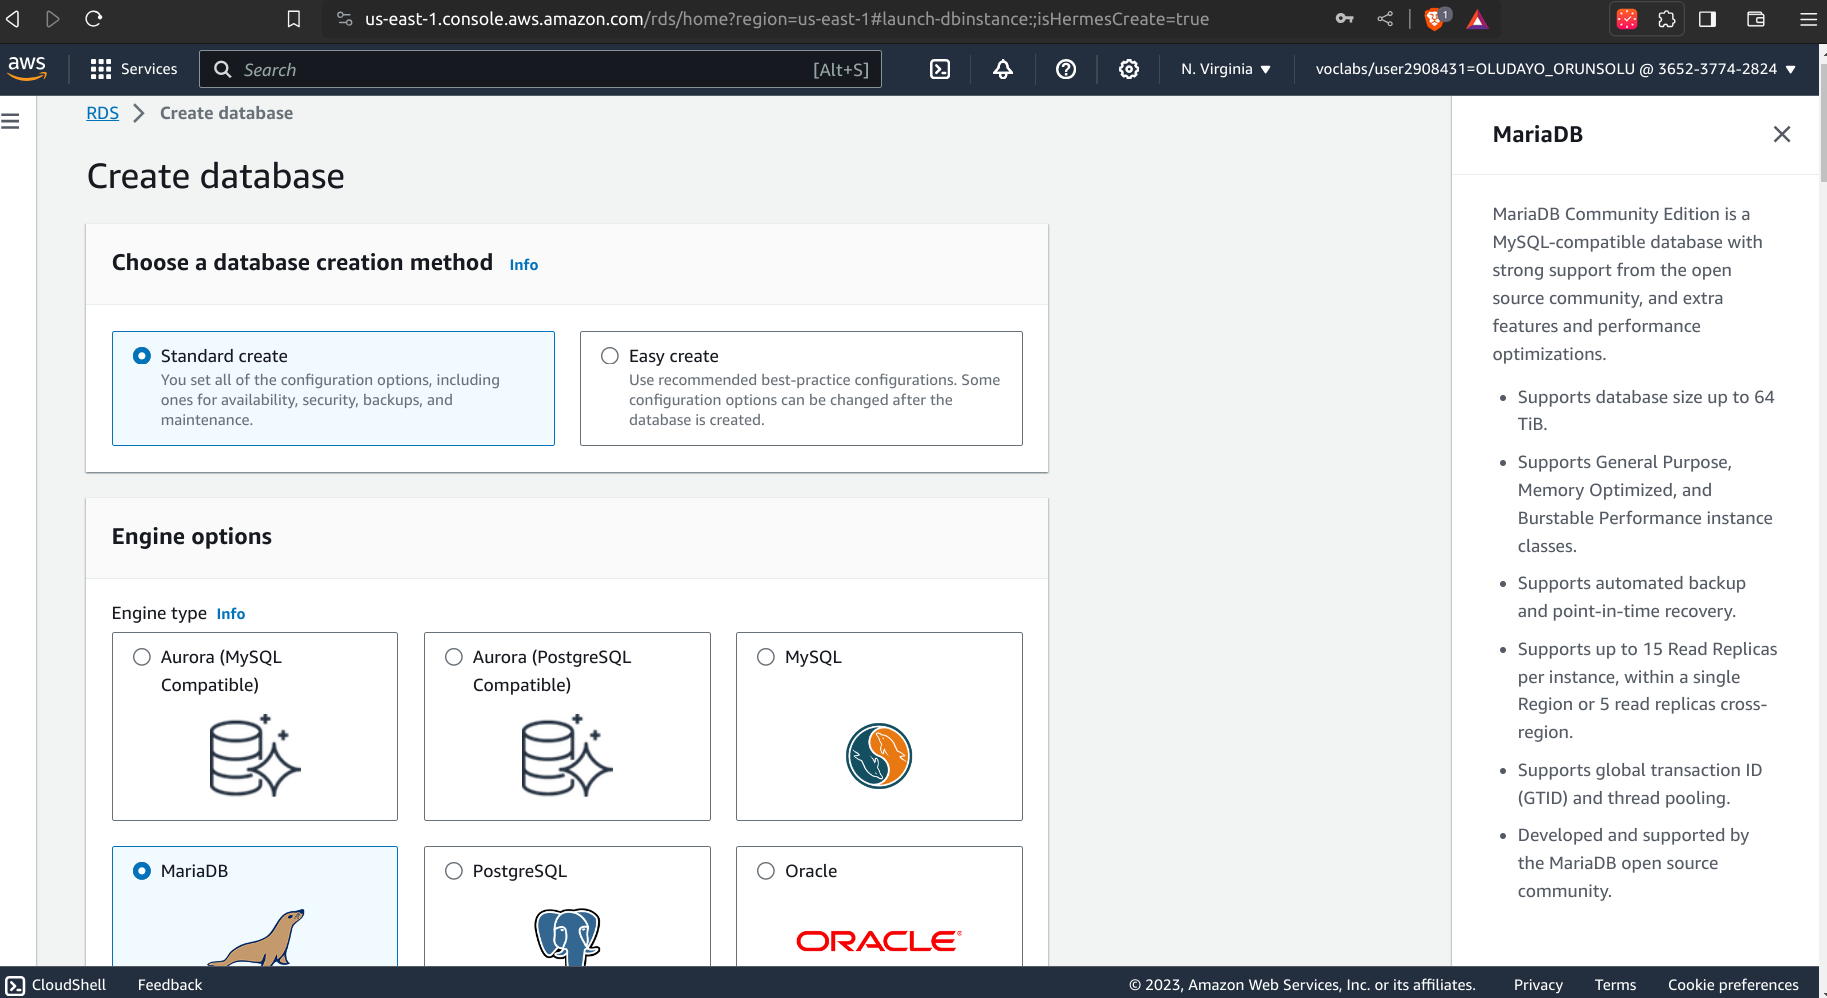 us-east-1.console.aws.amazon.com/rds/home?region=us-east-1#launch-dbinstance:;isHermesCreate=true
1
aws
Services
Search
[Alt+S]
N. Virginia
voclabs/user2908431=OLUDAYO_ORUNSOLU @ 3652-3774-2824
RDS
Create database
Create database
Choose a database creation method Info
Standard create
You set all of the configuration options, including
ones for availability, security, backups, and
maintenance.
Easy create
Use recommended best-practice configurations. Some
configuration options can be changed after the
database is created.
Engine options
Engine type Info
Aurora (MySQL
Compatible)
Aurora (PostgreSQL
Compatible)
MySQL
MariaDB
PostgreSQL
Oracle
ORACLE
MariaDB
MariaDB Community Edition is a
MySQL-compatible database with
strong support from the open
source community, and extra
features and performance
optimizations.
Supports database size up to 64
TiB.
Supports General Purpose,
Memory Optimized, and
Burstable Performance instance
classes.
Supports automated backup
and point-in-time recovery.
Supports up to 15 Read Replicas
per instance, within a single
Region or 5 read replicas cross-
region.
Supports global transaction ID
(GTID) and thread pooling.
Developed and supported by
the MariaDB open source
community.
CloudShell
Feedback
© 2023, Amazon Web Services, Inc. or its affiliates.
Privacy
Terms
Cookie preferences